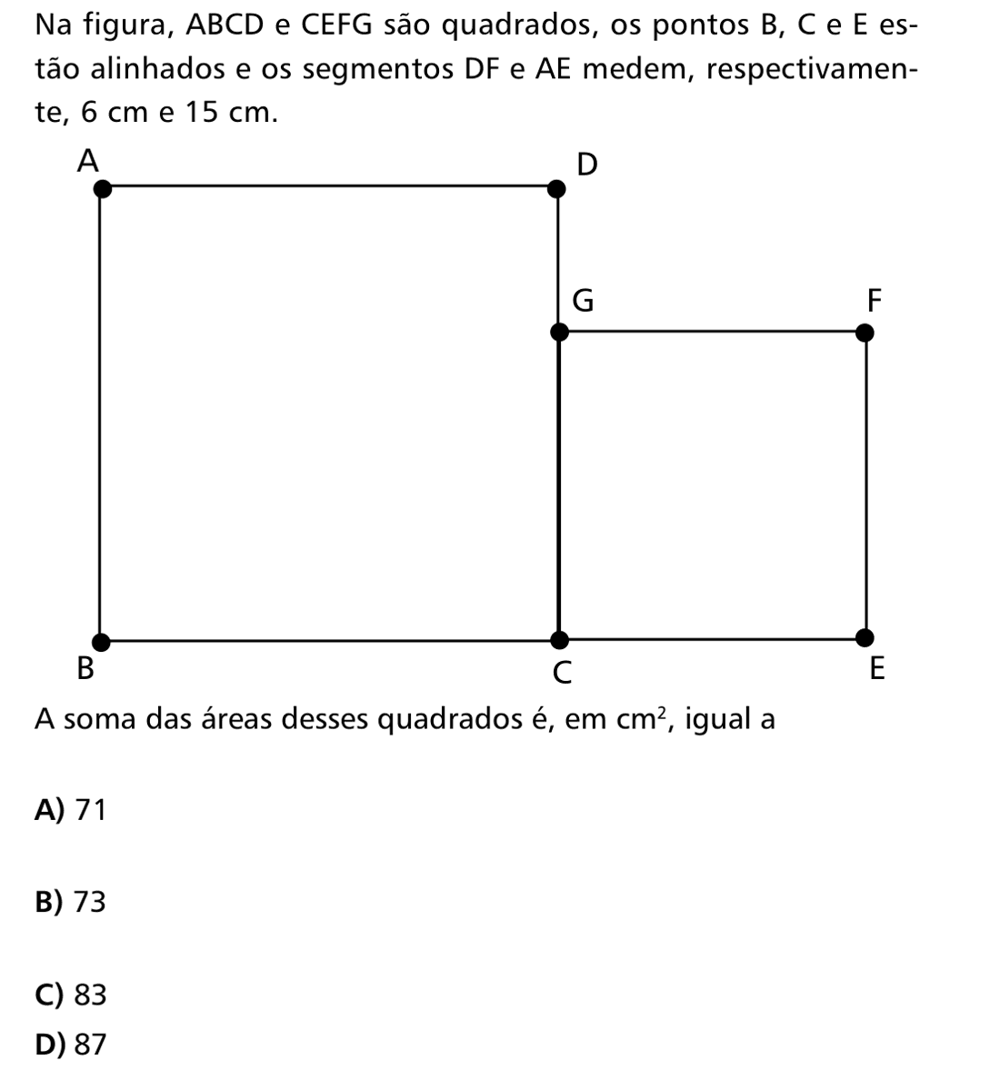 Na figura, ABCD e CEFG são quadrados, os pontos B, C e E es-
tão alinhados e os segmentos DF e AE medem, respectivamen-
te, 6 cm e 15 cm.
A
D
G
F
B
C
E
A soma das áreas desses quadrados é, em cm², igual a
A) 71
B) 73
C) 83
D) 87